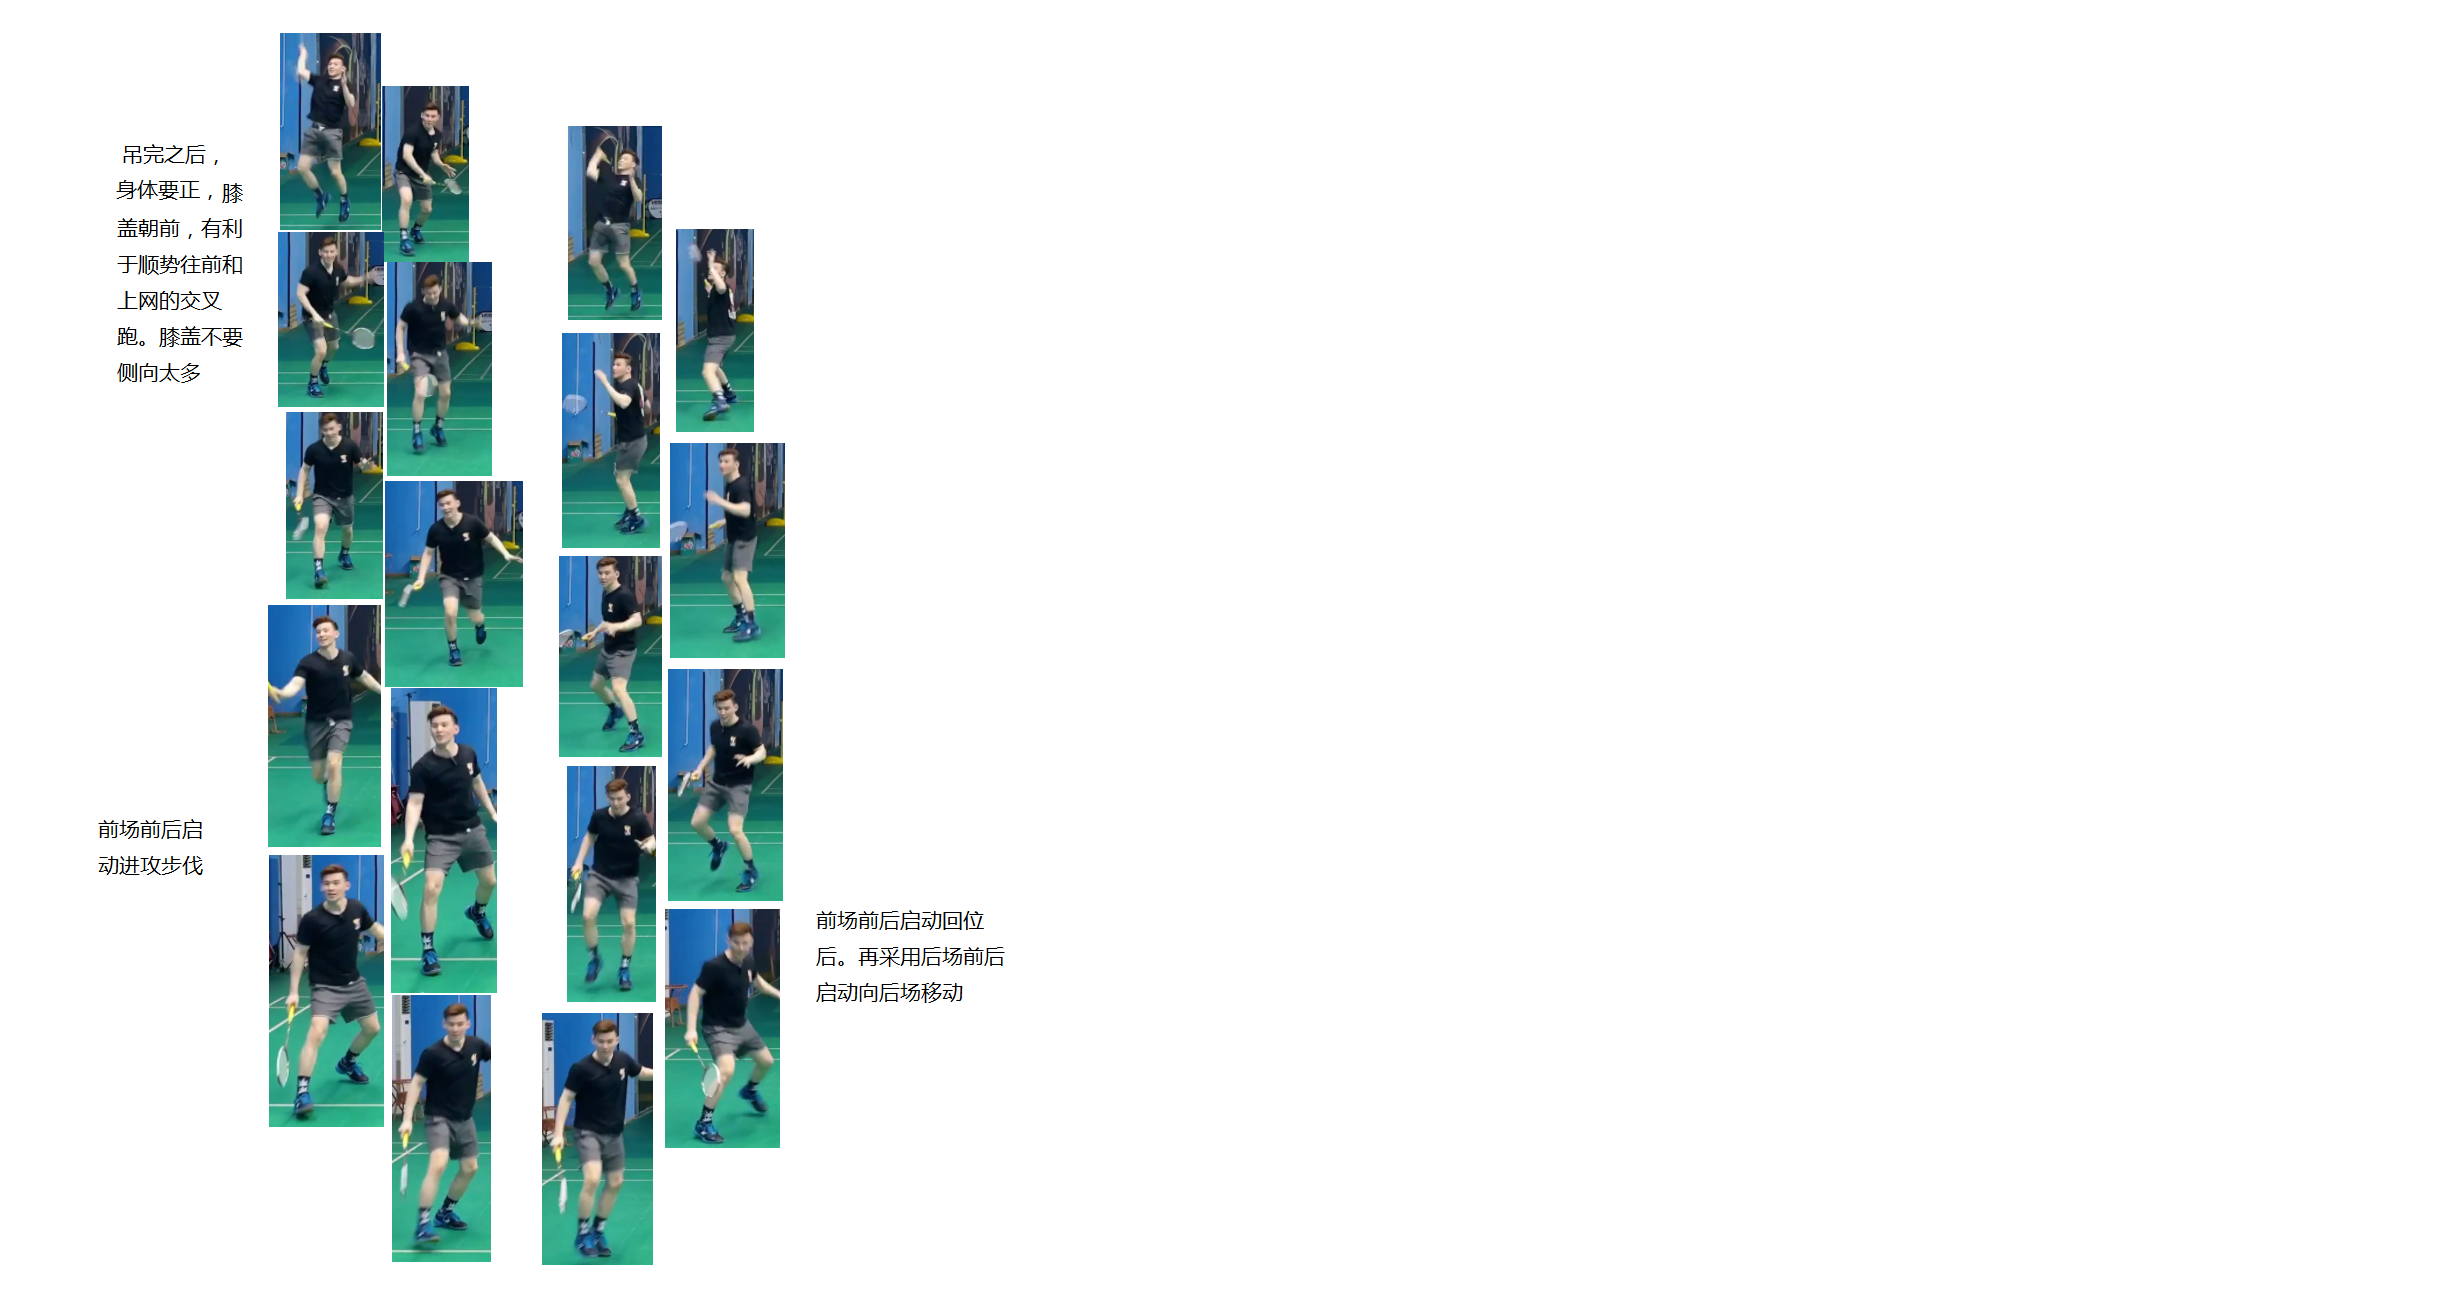 吊完之后，
身体要正，膝
盖朝前，有利
于顺势往前和
上网的交叉
跑。膝盖不要
侧向太多
前场前后启
动进攻步伐
前场前后启动回位
后。再采用后场前后
启动向后场移动